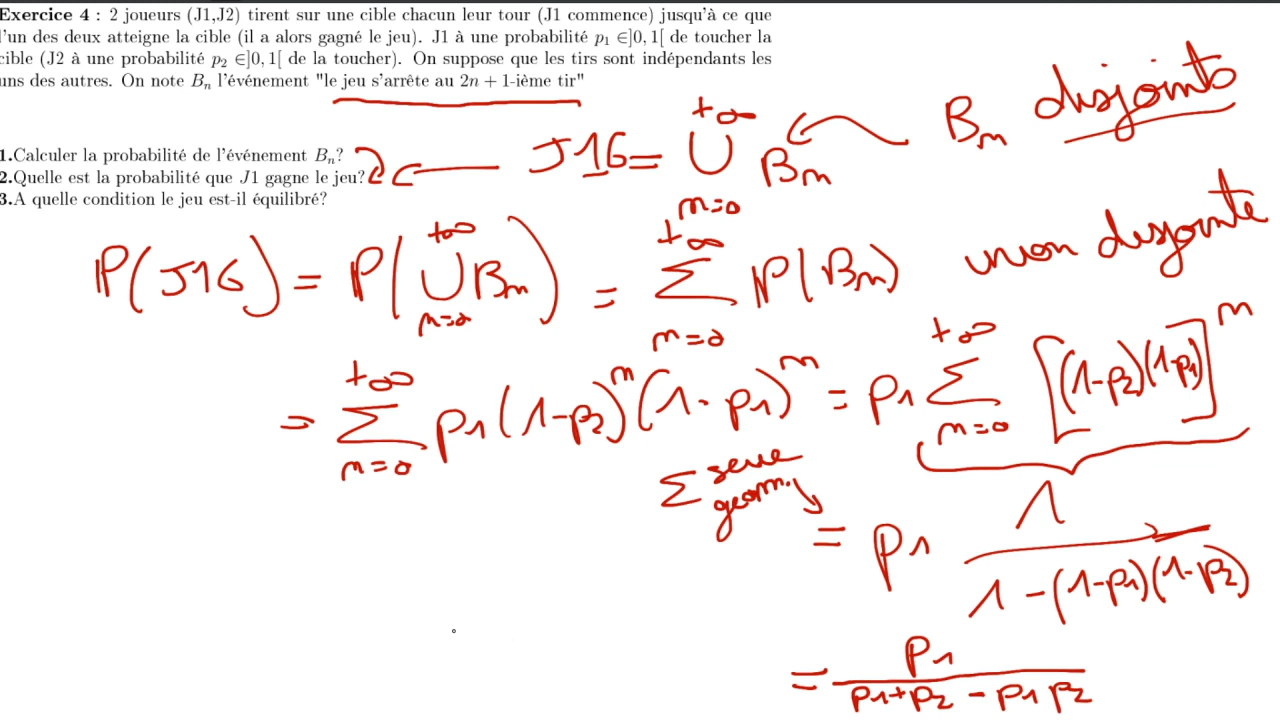 Exercice 4 : 2 joueurs (J1,J2) tirent sur une cible chacun leur tour (J1 commence) jusqu'à ce que
l'un des deux atteigne la cible (il a alors gagné le jeu). J1 à une probabilité p₁ ∈]0, 1[ de toucher la
cible (J2 à une probabilité p₂ ∈]0, 1[ de la toucher). On suppose que les tirs sont indépendants les
uns des autres. On note Bₙ l'événement "le jeu s'arrête au 2n + 1-ième tir"
Bₙ disjoints
1.Calculer la probabilité de l'événement Bₙ?
2.Quelle est la probabilité que J1 gagne le jeu?
3.A quelle condition le jeu est-il équilibré?
2) J1G = ∪_{n=0}^{+∞} Bₙ
P(J1G) = P(∪_{n=0}^{+∞} Bₙ) = Σ_{n=0}^{+∞} P(Bₙ) union disjointe
= Σ_{n=0}^{+∞} p₁(1-p₂)ⁿ(1-p₁)ⁿ = p₁ Σ_{n=0}^{+∞} [(1-p₂)(1-p₁)]ⁿ
Σ serie
geom.
= p₁ 1/(1-(1-p₁)(1-p₂))
= p₁/(p₁+p₂ - p₁p₂)